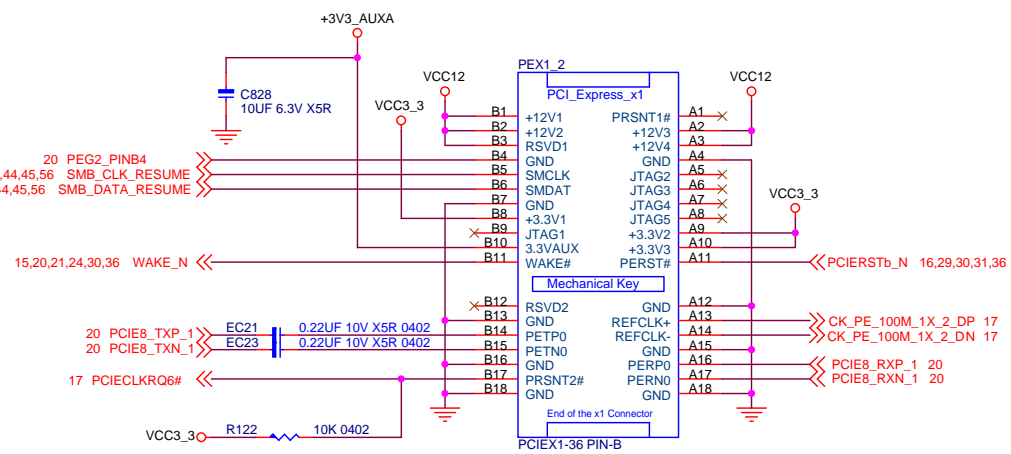 +3V3_AUXA
PEX1_2
VCC12
VCC12
C828
10UF 6.3V X5R
VCC3_3
PCI_Express_x1
B1 +12V1 PRSNT1# A1
B2 +12V2 +12V3 A2
B3 RSVD1 +12V4 A3
20 PEG2_PINB4 B4 GND GND A4
,44,45,56 SMB_CLK_RESUME B5 SMCLK JTAG2 A5
44,45,56 SMB_DATA_RESUME B6 SMDAT JTAG3 A6
VCC3_3
B7 GND JTAG4 A7
B8 +3.3V1 JTAG5 A8
B9 JTAG1 +3.3V2 A9
B10 3.3VAUX +3.3V3 A10
15,20,21,24,30,36 WAKE_N B11 WAKE# PERST# A11 PCIERSTb_N 16,29,30,31,36
Mechanical Key
B12 RSVD2 GND A12
B13 GND REFCLK+ A13 CK_PE_100M_1X_2_DP 17
20 PCIE8_TXP_1 EC21 0.22UF 10V X5R 0402 B14 PETP0 REFCLK- A14 CK_PE_100M_1X_2_DN 17
20 PCIE8_TXN_1 EC23 0.22UF 10V X5R 0402 B15 PETN0 GND A15
B16 GND PERP0 A16 PCIE8_RXP_1 20
17 PCIECLKRQ6# B17 PRSNT2# PERN0 A17 PCIE8_RXN_1 20
B18 GND GND A18
End of the x1 Connector
VCC3_3 R122 10K 0402
PCIEX1-36 PIN-B